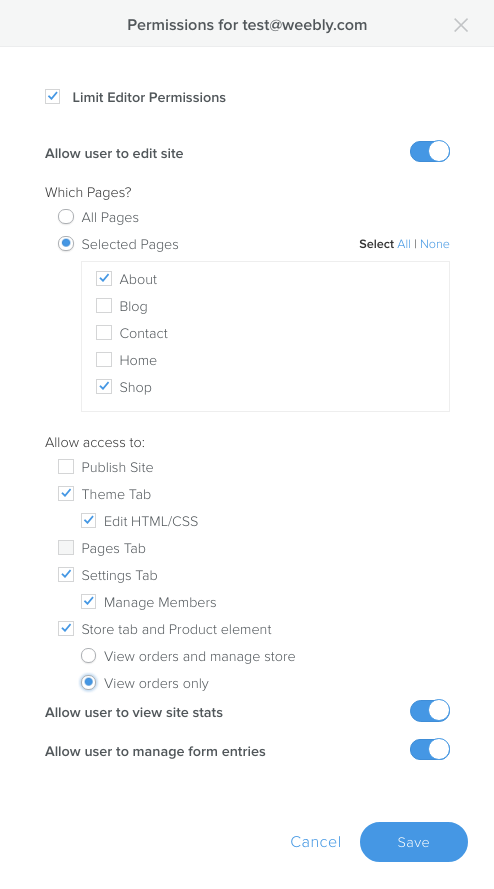 Permissions for test@weebly.com
Limit Editor Permissions
Allow user to edit site
Which Pages?
All Pages
Selected Pages Select All | None
About
Blog
Contact
Home
Shop
Allow access to:
Publish Site
Theme Tab
Edit HTML/CSS
Pages Tab
Settings Tab
Manage Members
Store tab and Product element
View orders and manage store
View orders only
Allow user to view site stats
Allow user to manage form entries
Cancel Save